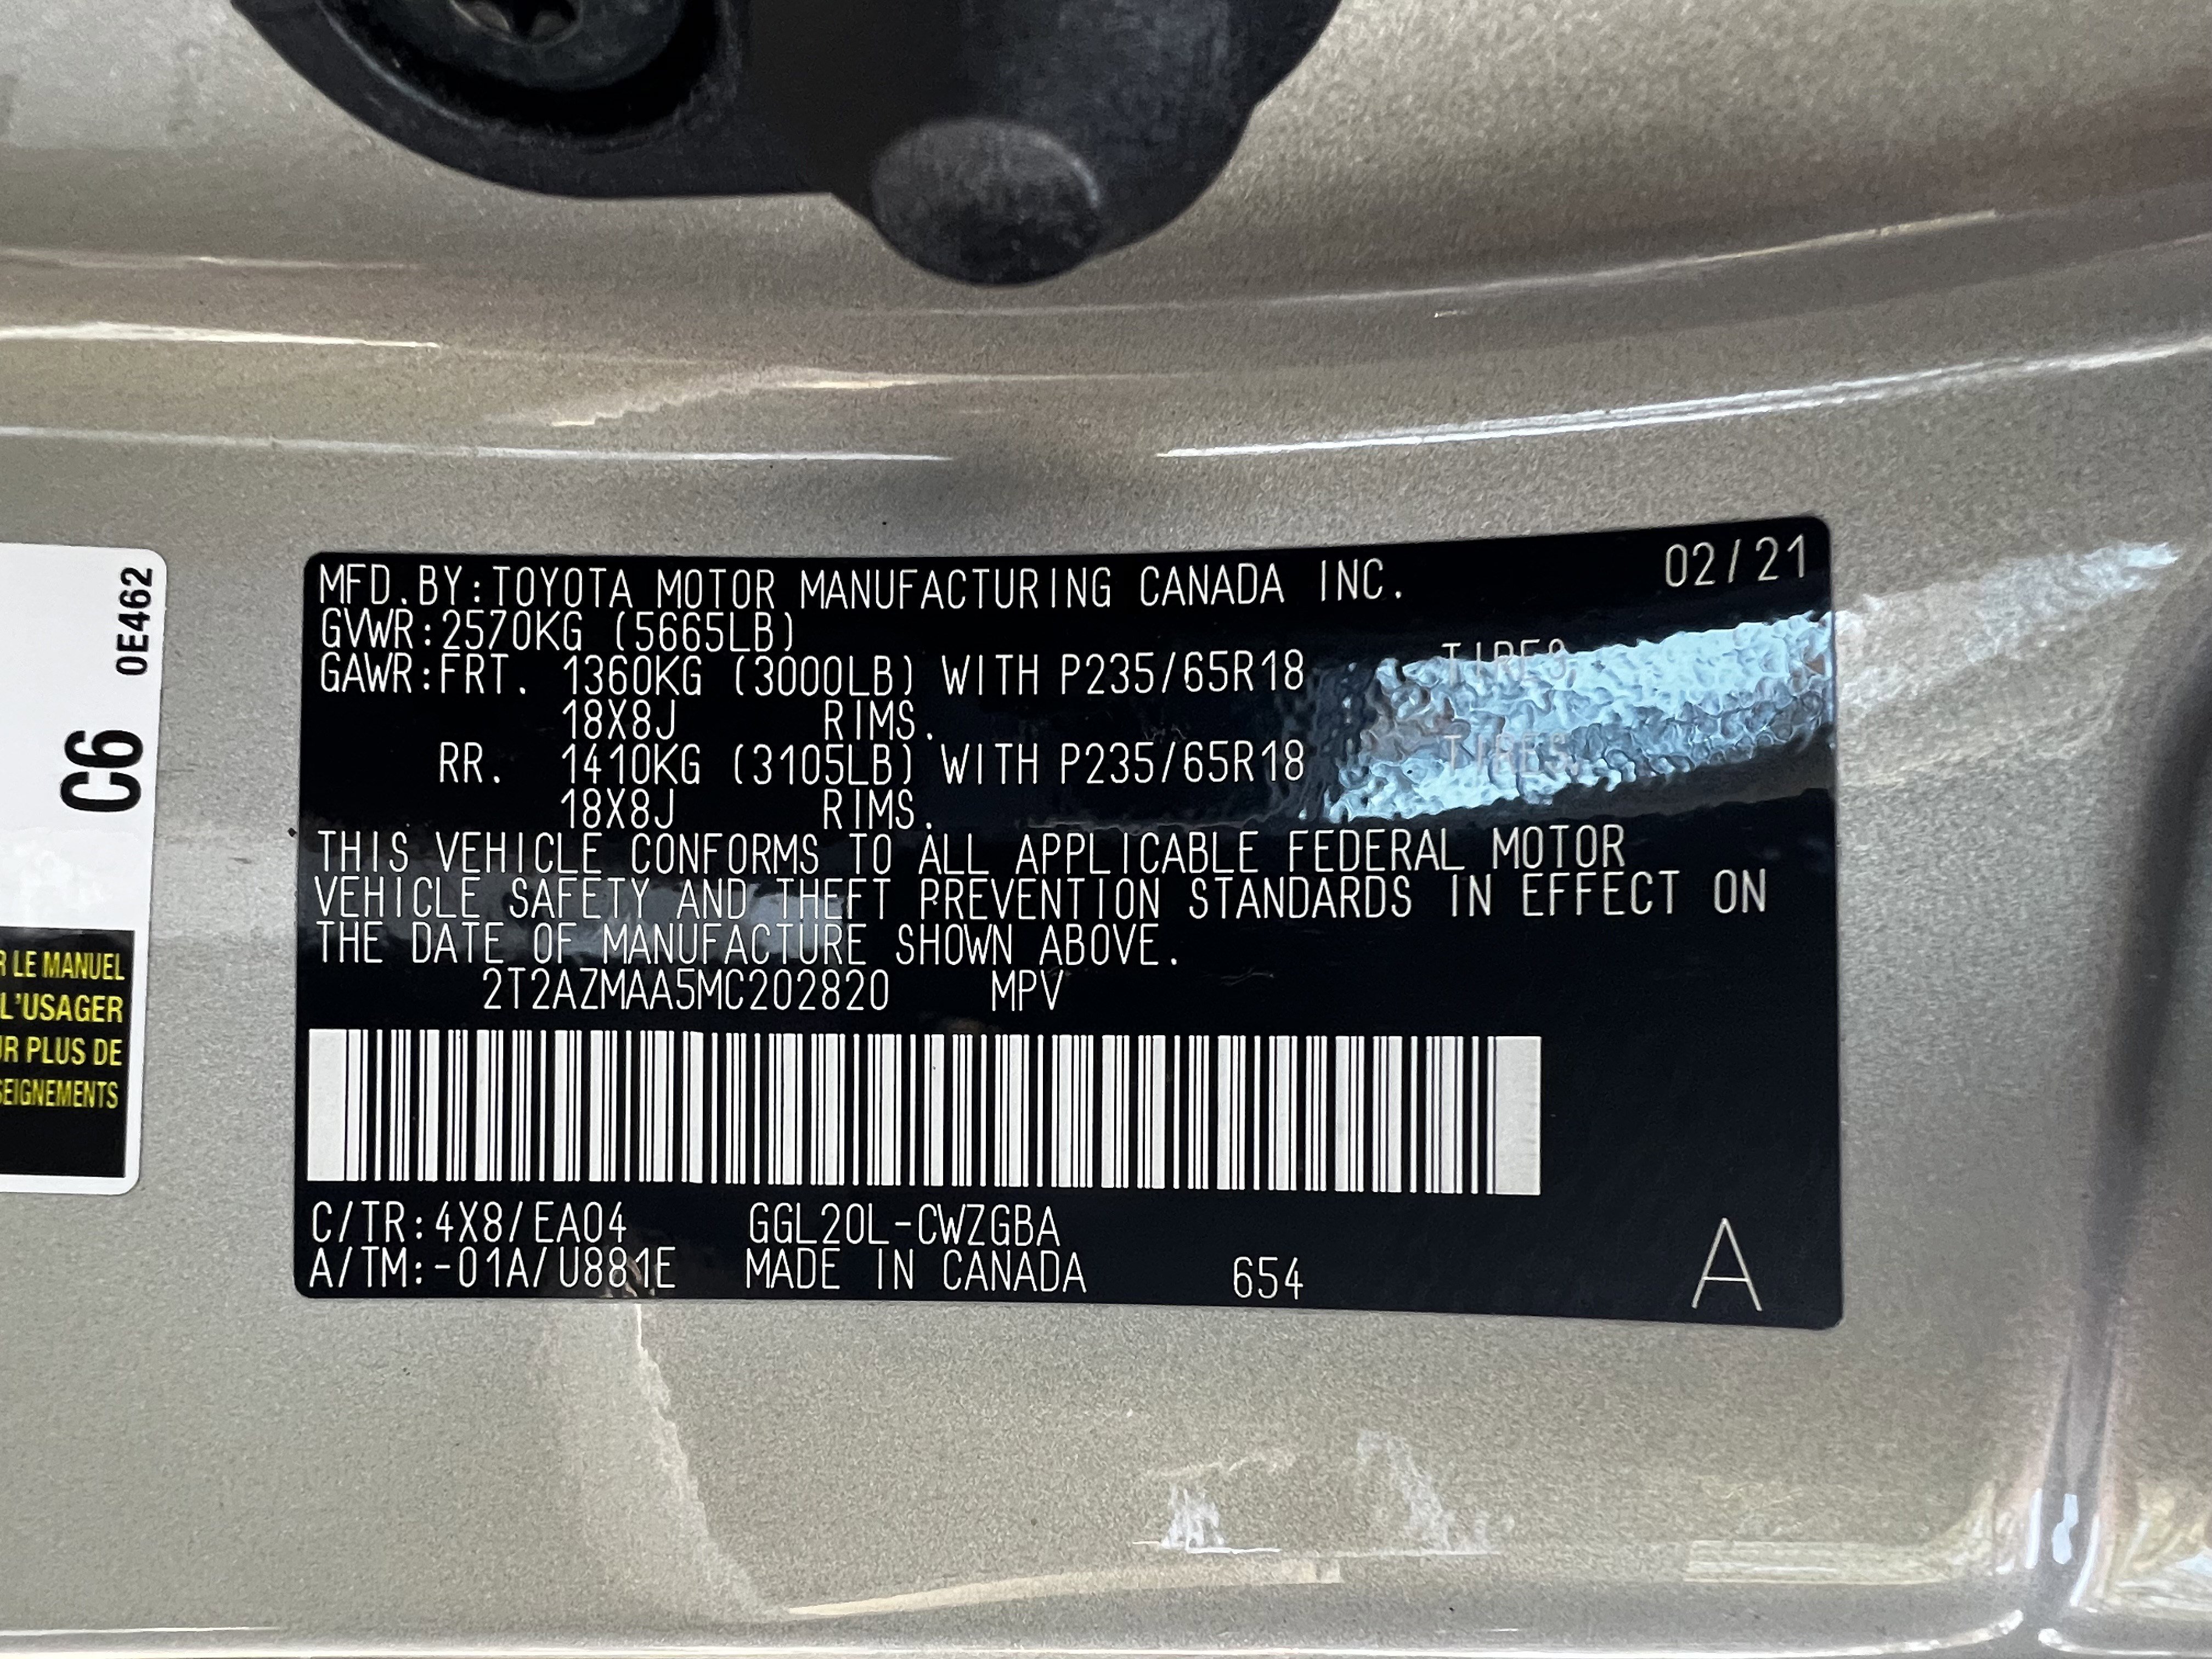 MFD.BY:TOYOTA MOTOR MANUFACTURING CANADA INC. 02/21
GVWR:2570KG (5665LB)
GAWR:FRT. 1360KG (3000LB) WITH P235/65R18 TIRES
18X8J RIMS.
RR. 1410KG (3105LB) WITH P235/65R18 TIRES
18X8J RIMS.
THIS VEHICLE CONFORMS TO ALL APPLICABLE FEDERAL MOTOR
VEHICLE SAFETY AND THEFT PREVENTION STANDARDS IN EFFECT ON
THE DATE OF MANUFACTURE SHOWN ABOVE.
2T2AZMAA5MC202820 MPV
C/TR:4X8/EA04 GGL20L-CWZGBA
A/TM:-01A/U881E MADE IN CANADA 654
A
0E462
C6
LE MANUEL
L'USAGER
PLUS DE